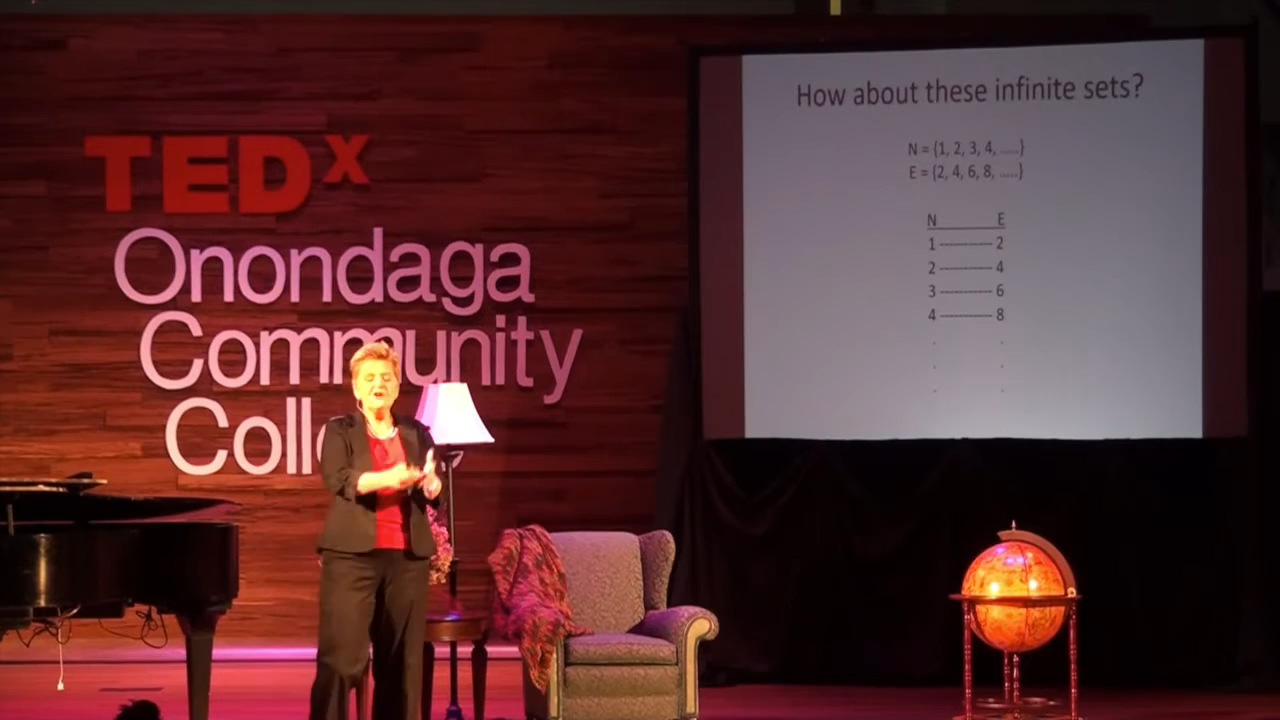 TEDx
Onondaga
Community
Coll
How about these infinite sets?
N = {1, 2, 3, 4, .....}
E = {2, 4, 6, 8, .....}
N E
1 ---------- 2
2 ---------- 4
3 ---------- 6
4 ---------- 8
. .
. .
. .